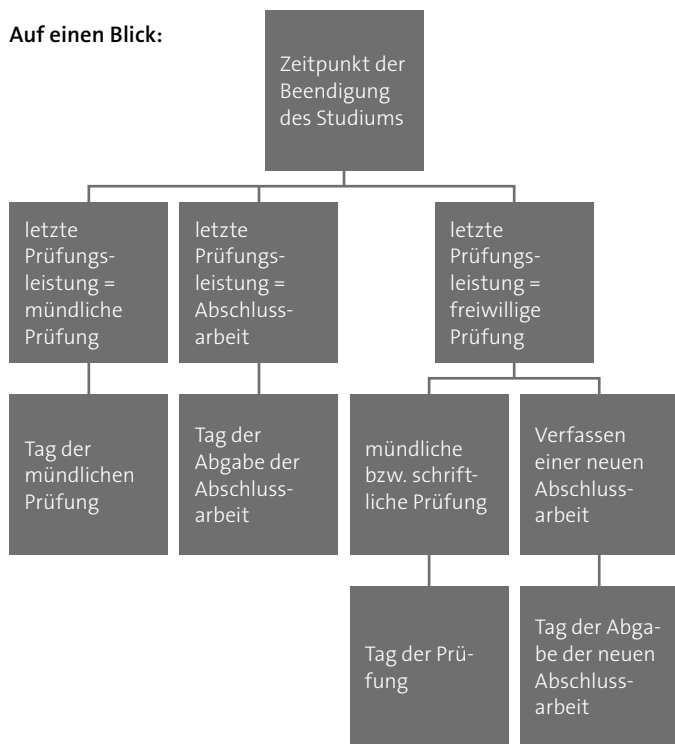 Auf einen Blick:
Zeitpunkt der
Beendigung
des Studiums
letzte
Prüfungs-
leistung =
mündliche
Prüfung
letzte
Prüfungs-
leistung =
Abschluss-
arbeit
letzte
Prüfungs-
leistung =
freiwillige
Prüfung
Tag der
mündlichen
Prüfung
Tag der
Abgabe der
Abschluss-
arbeit
mündliche
bzw. schrift-
liche Prüfung
Verfassen
einer neuen
Abschluss-
arbeit
Tag der Prü-
fung
Tag der Abga-
be der neuen
Abschluss-
arbeit